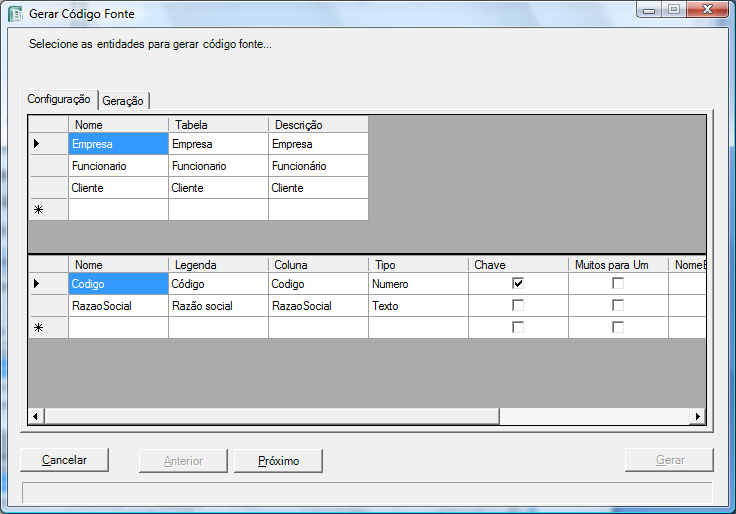 Gerar Código Fonte
Selecione as entidades para gerar código fonte...
Configuração Geração
Nome Tabela Descrição
Empresa Empresa Empresa
Funcionario Funcionario Funcionário
Cliente Cliente Cliente
Nome Legenda Coluna Tipo Chave Muitos para Um NomeE
Codigo Código Codigo Numero
RazaoSocial Razão social RazaoSocial Texto
Cancelar Anterior Próximo Gerar